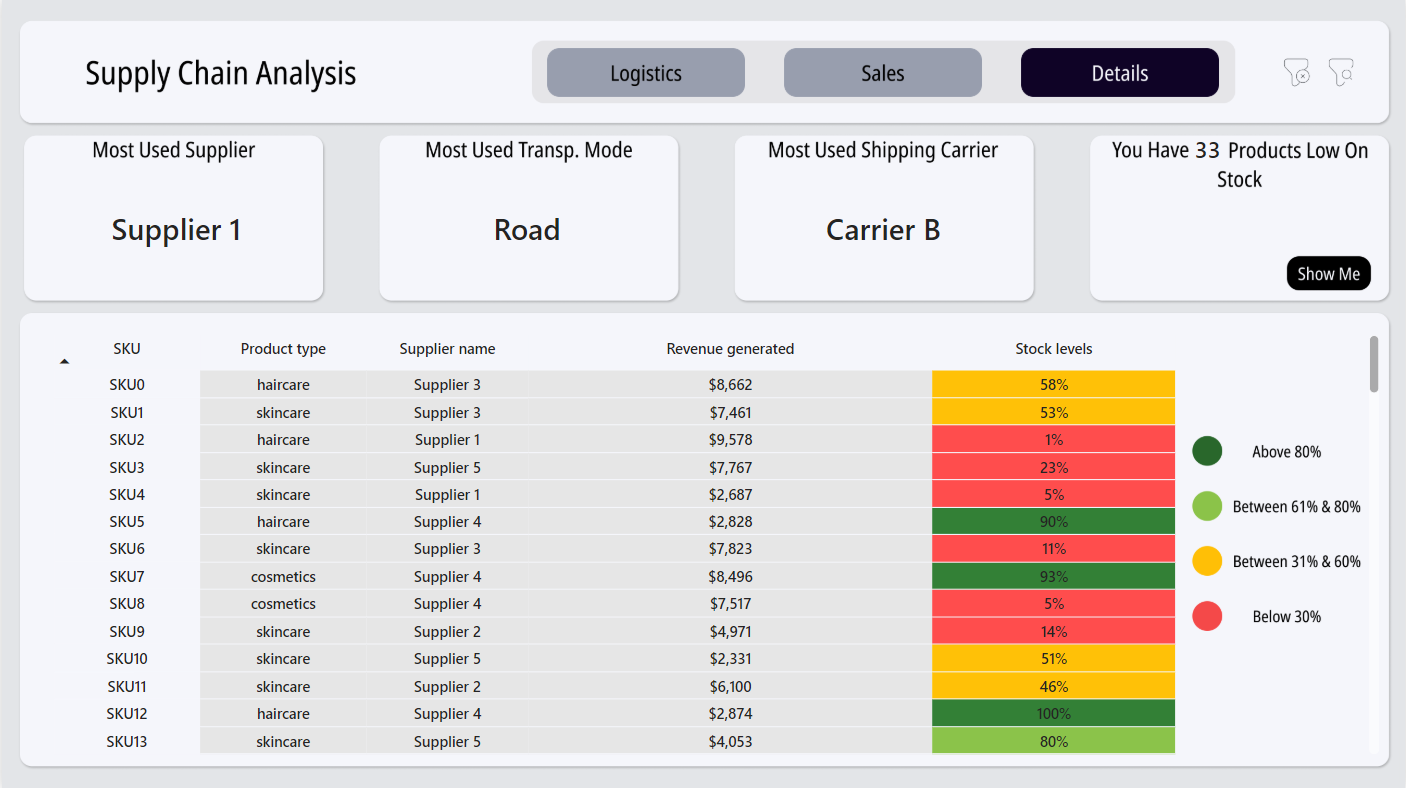 Supply Chain Analysis
Logistics
Sales
Details
Most Used Supplier
Supplier 1
Most Used Transp. Mode
Road
Most Used Shipping Carrier
Carrier B
You Have 33 Products Low On
Stock
Show Me
SKU Product type Supplier name Revenue generated Stock levels
SKU0 haircare Supplier 3 $8,662 58%
SKU1 skincare Supplier 3 $7,461 53%
SKU2 haircare Supplier 1 $9,578 1%
SKU3 skincare Supplier 5 $7,767 23%
SKU4 skincare Supplier 1 $2,687 5%
SKU5 haircare Supplier 4 $2,828 90%
SKU6 skincare Supplier 3 $7,823 11%
SKU7 cosmetics Supplier 4 $8,496 93%
SKU8 cosmetics Supplier 4 $7,517 5%
SKU9 skincare Supplier 2 $4,971 14%
SKU10 skincare Supplier 5 $2,331 51%
SKU11 skincare Supplier 2 $6,100 46%
SKU12 haircare Supplier 4 $2,874 100%
SKU13 skincare Supplier 5 $4,053 80%
Above 80%
Between 61% & 80%
Between 31% & 60%
Below 30%